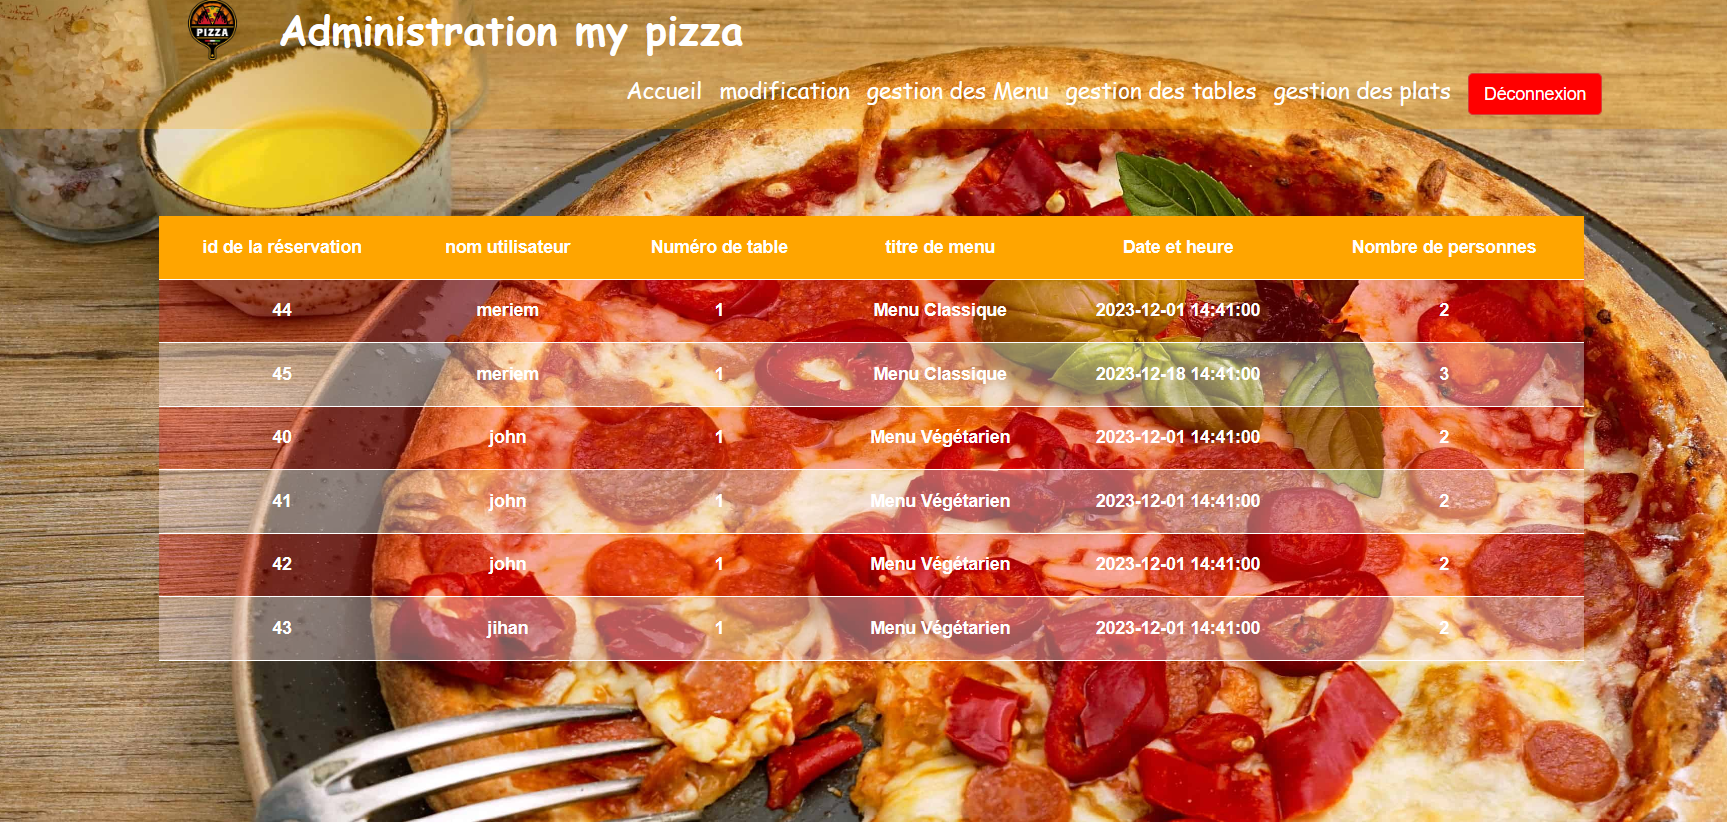 PIZZA
Administration my pizza
Accueil modification gestion des Menu gestion des tables gestion des plats Déconnexion
id de la réservation nom utilisateur Numéro de table titre de menu Date et heure Nombre de personnes
44 meriem 1 Menu Classique 2023-12-01 14:41:00 2
45 meriem 1 Menu Classique 2023-12-18 14:41:00 3
40 john 1 Menu Végétarien 2023-12-01 14:41:00 2
41 john 1 Menu Végétarien 2023-12-01 14:41:00 2
42 john 1 Menu Végétarien 2023-12-01 14:41:00 2
43 jihan 1 Menu Végétarien 2023-12-01 14:41:00 2